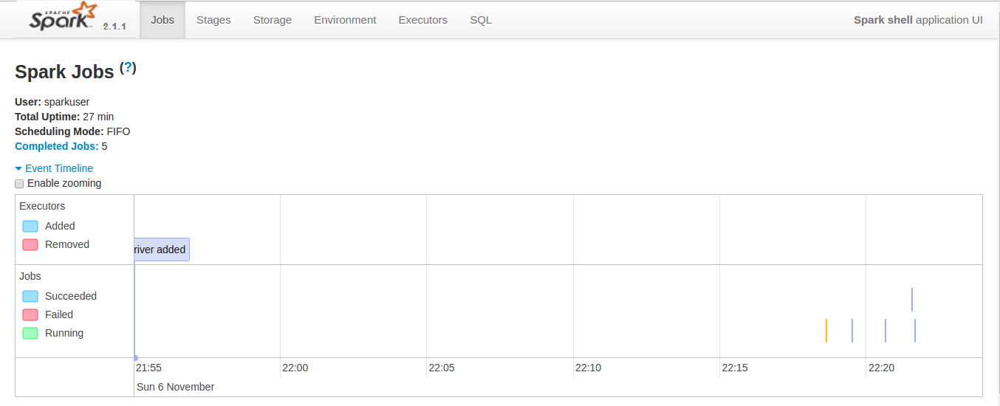 APACHE Spark 2.1.1 Jobs Stages Storage Environment Executors SQL Spark shell application UI
Spark Jobs (?)
User: sparkuser
Total Uptime: 27 min
Scheduling Mode: FIFO
Completed Jobs: 5
Event Timeline
Enable zooming
Executors
Added
Removed
river added
Jobs
Succeeded
Failed
Running
21:55 22:00 22:05 22:10 22:15 22:20
Sun 6 November